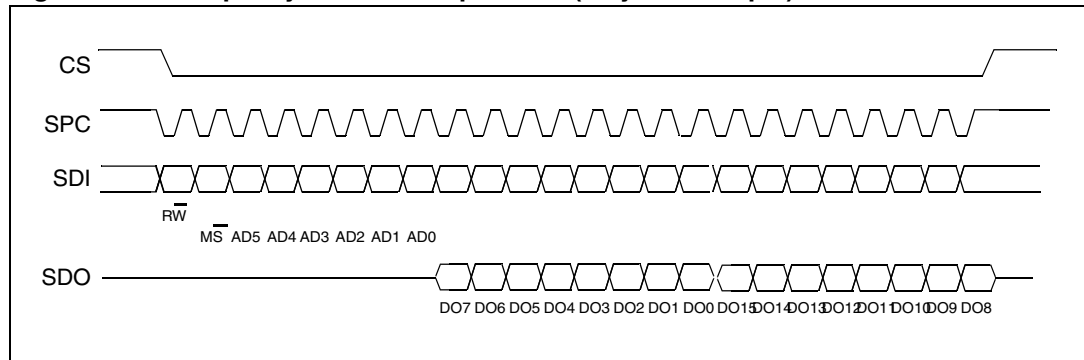 CS
SPC
SDI
RW
MS AD5 AD4 AD3 AD2 AD1 AD0
SDO
DO7 DO6 DO5 DO4 DO3 DO2 DO1 DO0 DO15 DO14 DO13 DO12 DO11 DO10 DO9 DO8